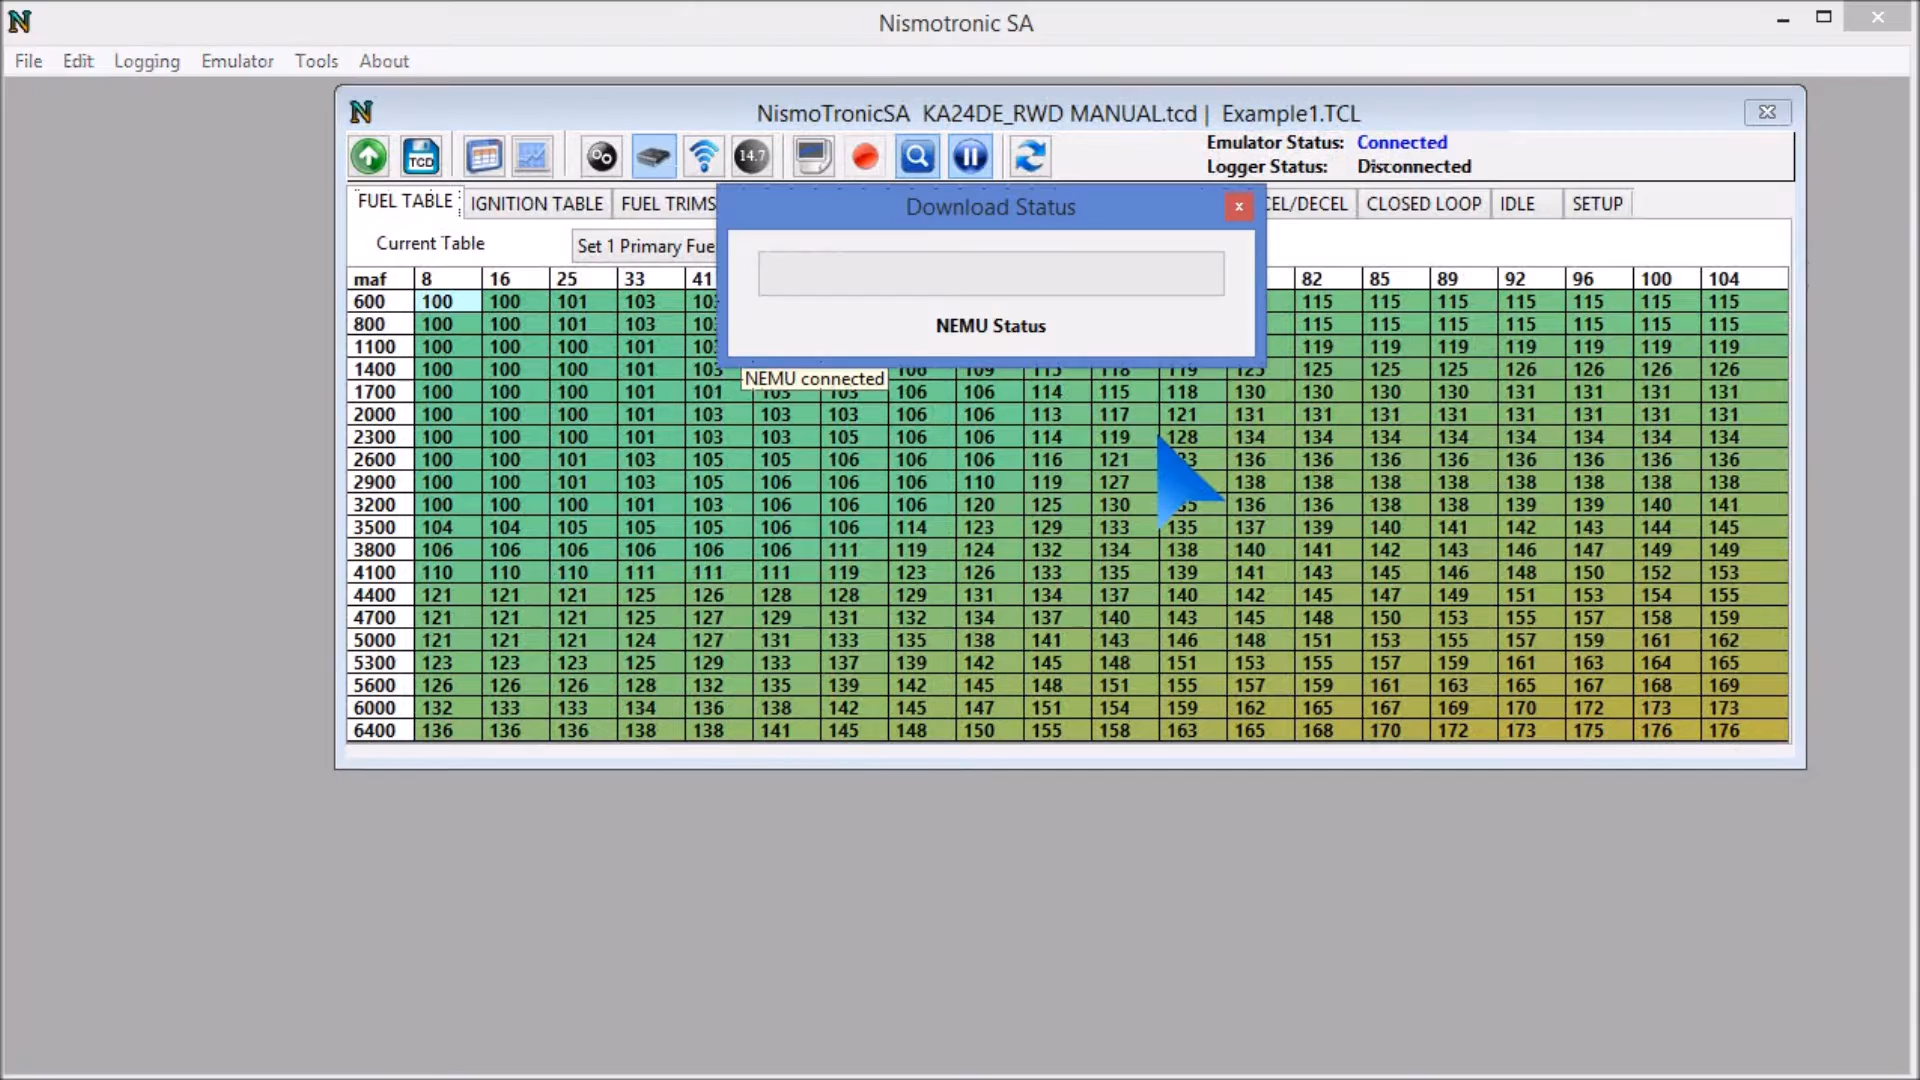 Nismotronic SA
File Edit Logging Emulator Tools About
NismoTronicSA KA24DE_RWD MANUAL.tcd | Example1.TCL
TCD 14.7 Emulator Status: Connected
Logger Status: Disconnected
FUEL TABLE IGNITION TABLE FUEL TRIMS CEL/DECEL CLOSED LOOP IDLE SETUP
Download Status
Current Table Set 1 Primary Fue
NEMU Status
NEMU connected
maf 8 16 25 33 41 82 85 89 92 96 100 104
600 100 100 101 103 103 115 115 115 115 115 115 115
800 100 100 101 103 103 115 115 115 115 115 115 115
1100 100 100 100 101 103 119 119 119 119 119 119 119
1400 100 100 100 101 103 106 109 115 118 119 125 125 125 125 126 126 126 126
1700 100 100 100 101 101 103 103 106 106 114 115 118 130 130 130 130 131 131 131 131
2000 100 100 100 101 103 103 103 106 106 113 117 121 131 131 131 131 131 131 131 131
2300 100 100 100 101 103 103 105 106 106 114 119 128 134 134 134 134 134 134 134 134
2600 100 100 101 103 105 105 106 106 106 116 121 136 136 136 136 136 136 136 136
2900 100 100 101 103 105 106 106 106 110 119 127 138 138 138 138 138 138 138 138
3200 100 100 100 101 103 106 106 106 120 125 130 136 136 138 138 139 139 140 141
3500 104 104 105 105 105 106 106 114 123 129 133 135 137 139 140 141 142 143 144 145
3800 106 106 106 106 106 106 111 119 124 132 134 138 140 141 142 143 146 147 149 149
4100 110 110 110 111 111 111 119 123 126 133 135 139 141 143 145 146 148 150 152 153
4400 121 121 121 125 126 128 128 129 131 134 137 140 142 145 147 149 151 153 154 155
4700 121 121 121 125 127 129 131 132 134 137 140 143 145 148 150 153 155 157 158 159
5000 121 121 121 124 127 131 133 135 138 141 143 146 148 151 153 155 157 159 161 162
5300 123 123 123 125 129 133 137 139 142 145 148 151 153 155 157 159 161 163 164 165
5600 126 126 126 128 132 135 139 142 145 148 151 155 157 159 161 163 165 167 168 169
6000 132 133 133 134 136 138 142 145 147 151 154 159 162 165 167 169 170 172 173 173
6400 136 136 136 138 138 141 145 148 150 155 158 163 165 168 170 172 173 175 176 176